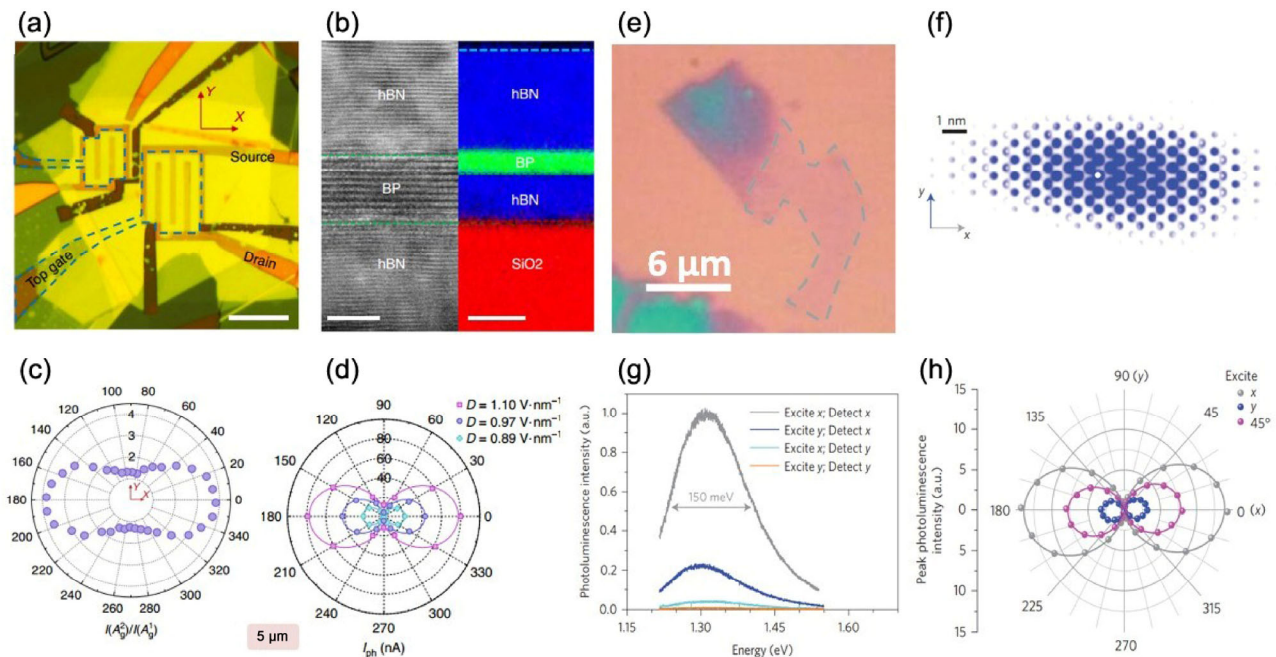 (a)
Y
X
Source
Top gate
Drain
(b)
hBN
BP
hBN
hBN
BP
hBN
SiO2
(e)
6 μm
(f)
1 nm
y
x
(c)
100 80
120 60
140 40
160 20
180 0
200 340
220 320
240 300
260 280
4
3
2
Y
X
I(A²g)/I(A¹g)
5 μm
(d)
D = 1.10 V·nm⁻¹
D = 0.97 V·nm⁻¹
D = 0.89 V·nm⁻¹
90
120 60
150 30
180 0
210 330
240 300
270
80
60
40
Iph (nA)
(g)
Photoluminescence intensity (a.u.)
1.0
0.8
0.6
0.4
0.2
0.0
1.15 1.30 1.45 1.60
Energy (eV)
Excite x; Detect x
Excite y; Detect x
Excite x; Detect y
Excite y; Detect y
150 meV
(h)
Peak photoluminescence
intensity (a.u.)
15
10
5
0
5
10
15
90 (y)
135 45
180 0 (x)
225 315
270
Excite
x
y
45°